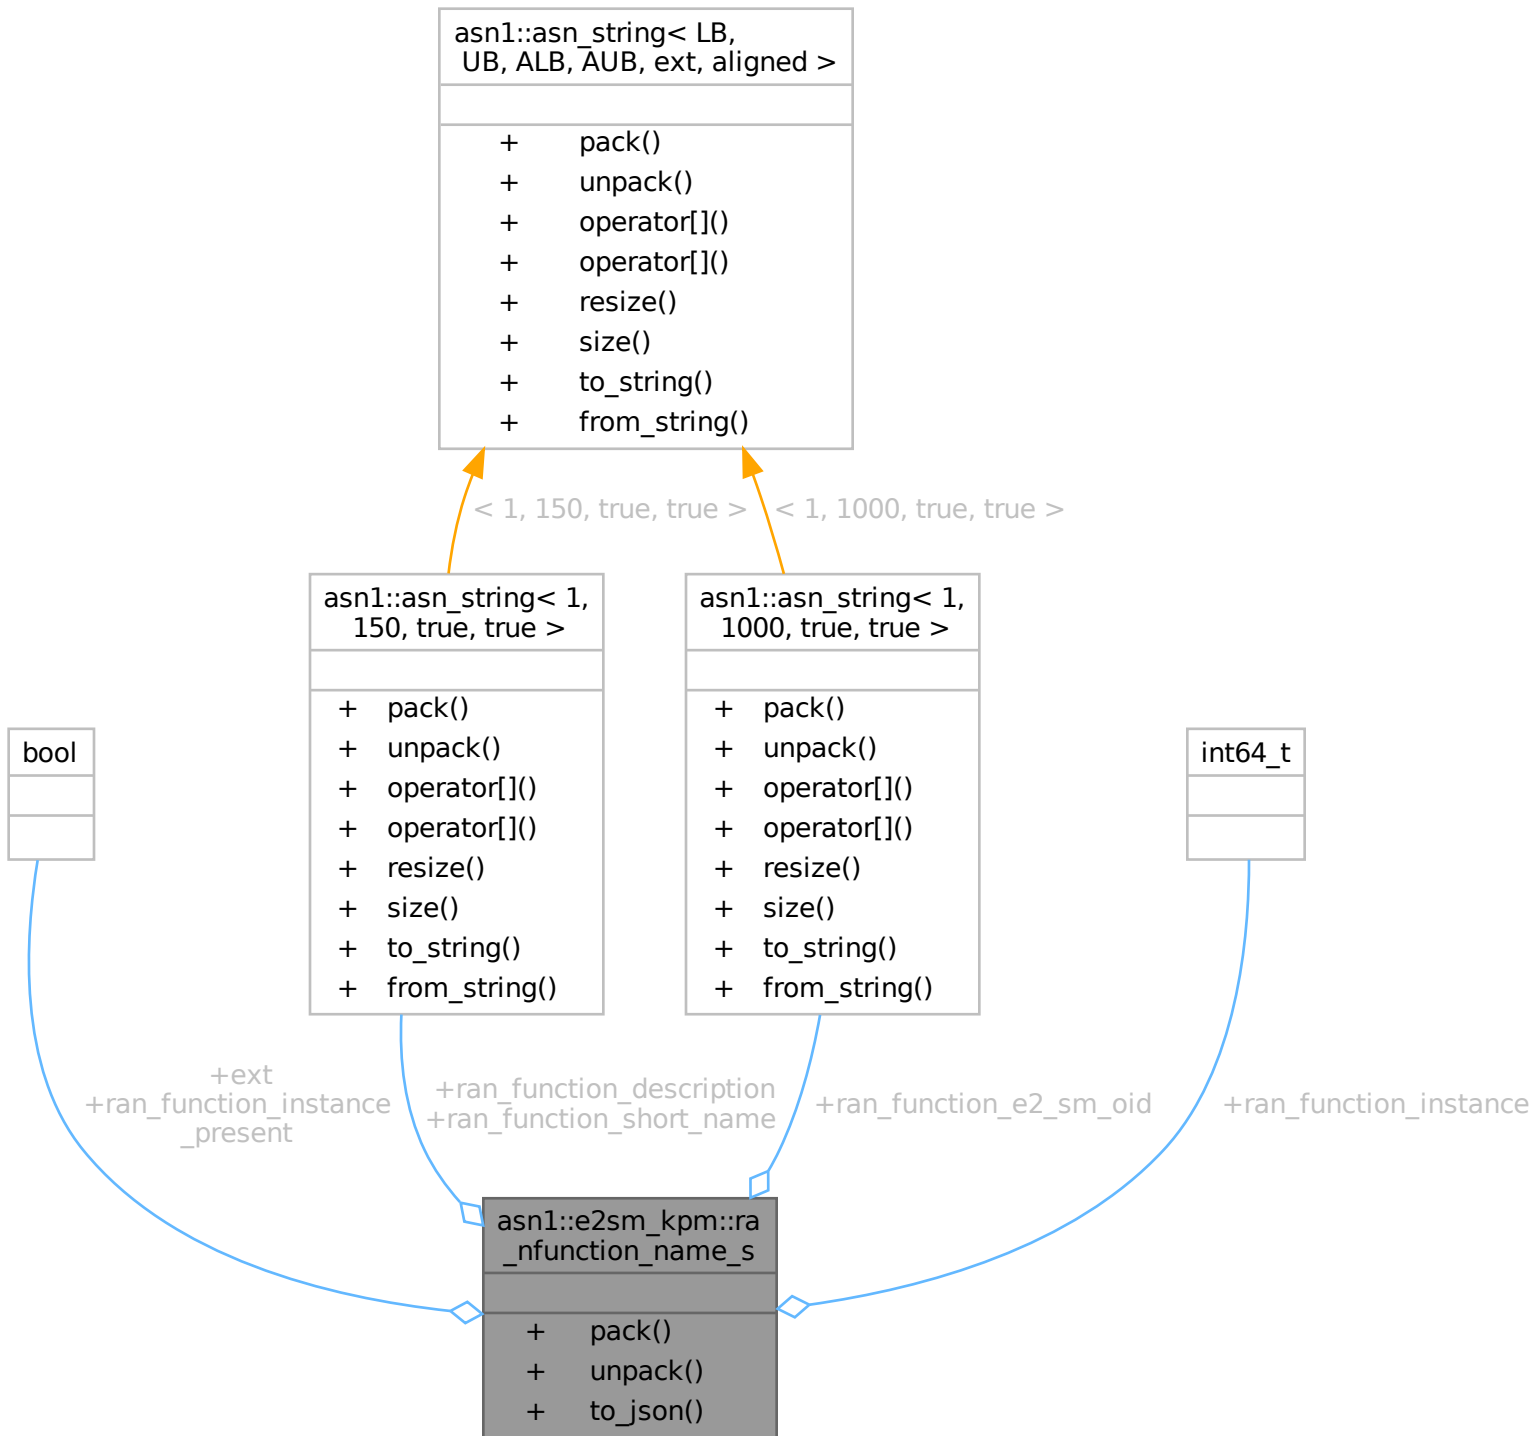 asn1::asn_string< LB,
UB, ALB, AUB, ext, aligned >
+ pack()
+ unpack()
+ operator[]()
+ operator[]()
+ resize()
+ size()
+ to_string()
+ from_string()
< 1, 150, true, true >
< 1, 1000, true, true >
asn1::asn_string< 1,
150, true, true >
+ pack()
+ unpack()
+ operator[]()
+ operator[]()
+ resize()
+ size()
+ to_string()
+ from_string()
asn1::asn_string< 1,
1000, true, true >
+ pack()
+ unpack()
+ operator[]()
+ operator[]()
+ resize()
+ size()
+ to_string()
+ from_string()
bool
int64_t
+ext
+ran_function_instance
_present
+ran_function_description
+ran_function_short_name
+ran_function_e2_sm_oid
+ran_function_instance
asn1::e2sm_kpm::ra
_nfunction_name_s
+ pack()
+ unpack()
+ to_json()